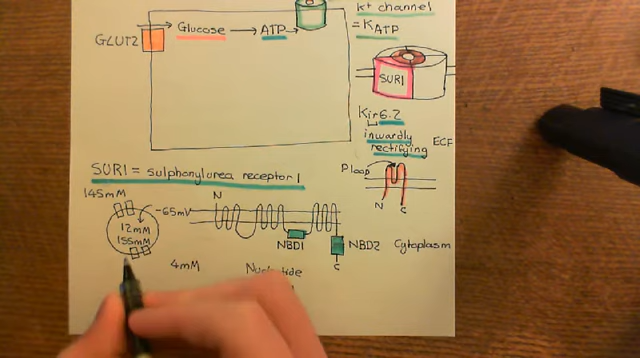 K+ channel
= KATP
GLUT2
Glucose → ATP →
SUR1
Kir6.2
inwardly
rectifying
ECF
SUR1 = sulphonylurea receptor 1
P loop
N
C
145mM
-65mV
12mM
155mM
4mM
N
NBD1
NBD2
C
Cytoplasm
Nucleotide